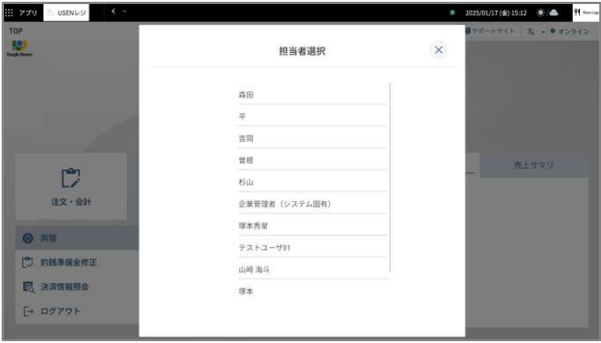 アプリ
USENレジ
2025/01/17 (金) 15:12
TOP
サポートサイト
オンライン
担当者選択
森田
平
吉岡
曽根
杉山
企業管理者（システム固有）
塚本秀星
テストユーザ01
山﨑 海斗
塚本
注文・会計
売上サマリ
両替
釣銭準備金修正
決済情報照会
ログアウト